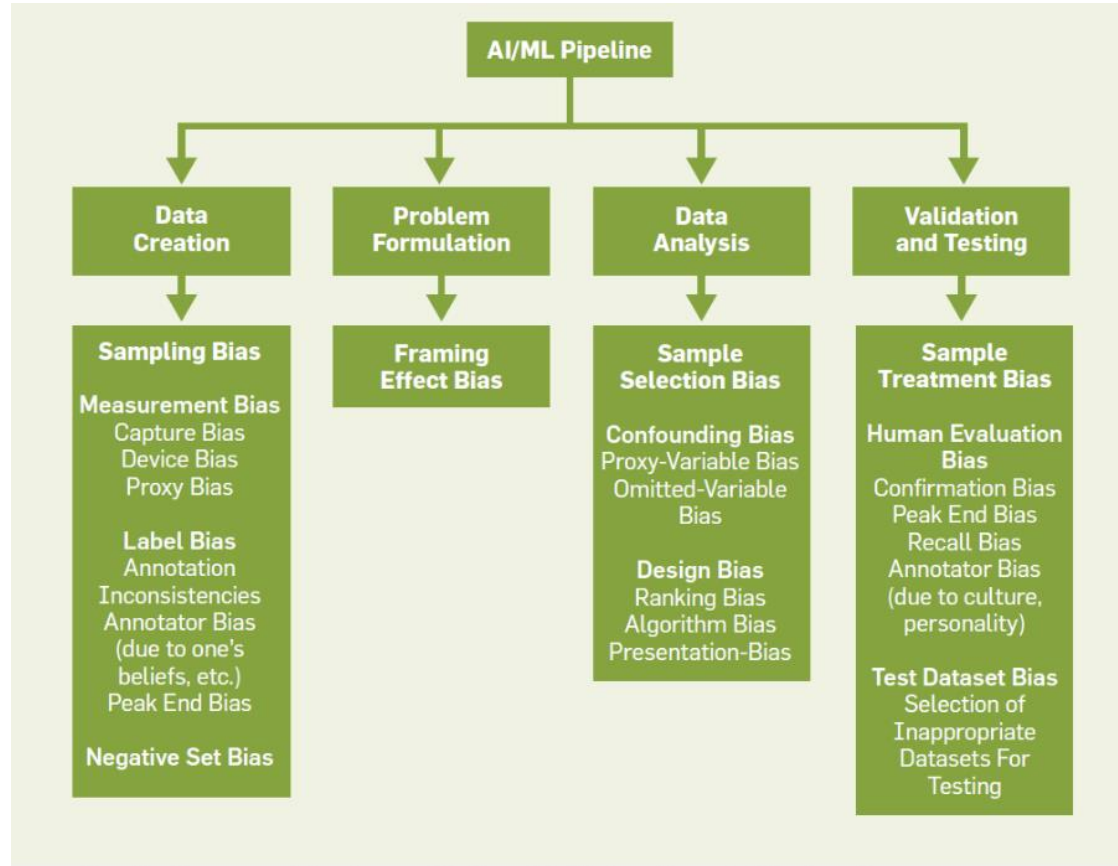 AI/ML Pipeline
Data
Creation
Problem
Formulation
Data
Analysis
Validation
and Testing
Sampling Bias
Measurement Bias
Capture Bias
Device Bias
Proxy Bias
Label Bias
Annotation
Inconsistencies
Annotator Bias
(due to one's
beliefs, etc.)
Peak End Bias
Negative Set Bias
Framing
Effect Bias
Sample
Selection Bias
Confounding Bias
Proxy-Variable Bias
Omitted-Variable
Bias
Design Bias
Ranking Bias
Algorithm Bias
Presentation-Bias
Sample
Treatment Bias
Human Evaluation
Bias
Confirmation Bias
Peak End Bias
Recall Bias
Annotator Bias
(due to culture,
personality)
Test Dataset Bias
Selection of
Inappropriate
Datasets For
Testing